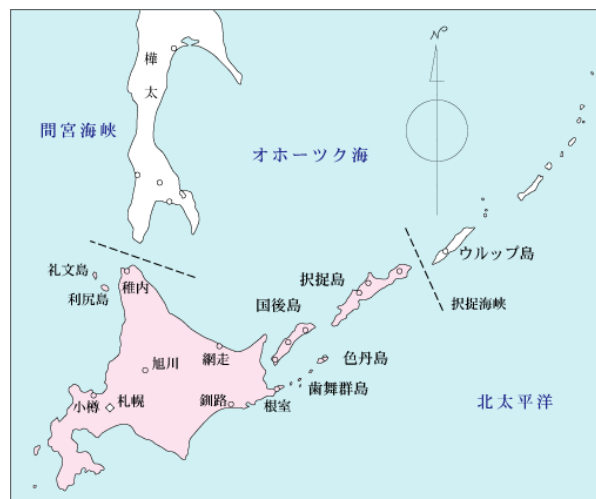 樺太
N
間宮海峡
オホーツク海
ウルップ島
礼文島
択捉島
利尻島
稚内
国後島
択捉海峡
網走
色丹島
旭川
歯舞群島
小樽
札幌
釧路
根室
北太平洋